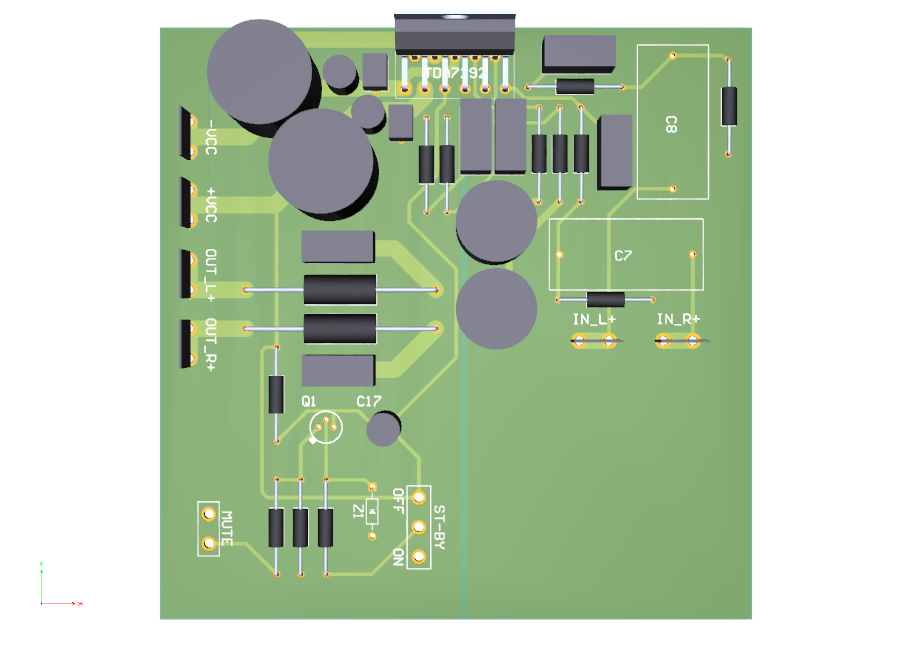 TDA7292
-VCC
C8
+VCC
OUT_L+
C7
IN_L+
IN_R+
OUT_R+
Q1
C17
OFF
Z1
ST-BY
MUTE
ON
Y
X